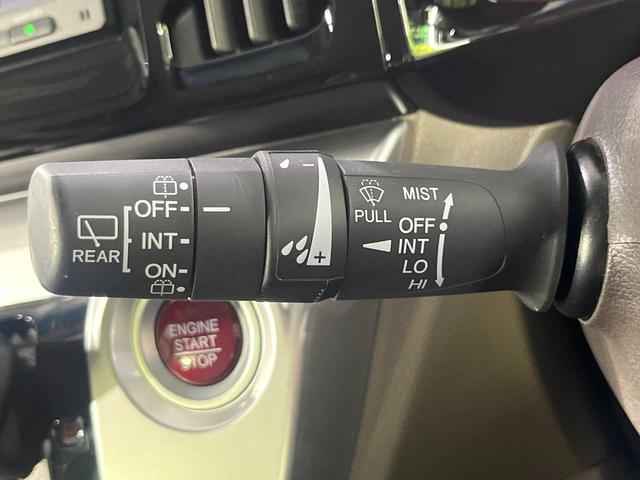 OFF
INT
REAR
ON
- 
+
PULL
MIST
OFF
INT
LO
HI
ENGINE
START
STOP